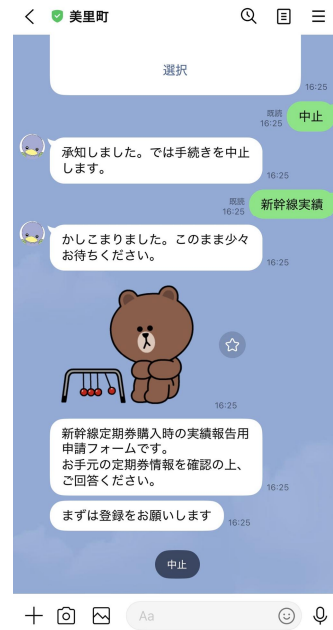 美里町
選択
16:25
既読
16:25
中止
承知しました。では手続きを中止
します。
16:25
既読
16:25
新幹線実績
かしこまりました。このまま少々
お待ちください。
16:25
16:25
新幹線定期券購入時の実績報告用
申請フォームです。
お手元の定期券情報を確認の上、
ご回答ください。
16:25
まずは登録をお願いします
16:25
中止
Aa